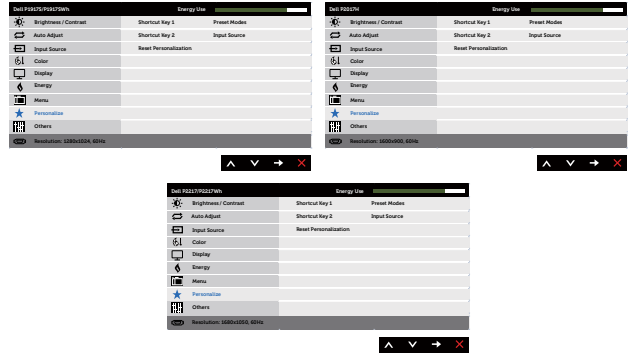 Dell P1917S/P1917SWh Energy Use
Brightness / Contrast Shortcut Key 1 Preset Modes
Auto Adjust Shortcut Key 2 Input Source
Input Source Reset Personalization
Color
Display
Energy
Menu
Personalize
Others
Resolution: 1280x1024, 60Hz
Dell P2017H Energy Use
Brightness / Contrast Shortcut Key 1 Preset Modes
Auto Adjust Shortcut Key 2 Input Source
Input Source Reset Personalization
Color
Display
Energy
Menu
Personalize
Others
Resolution: 1600x900, 60Hz
Dell P2217/P2217Wh Energy Use
Brightness / Contrast Shortcut Key 1 Preset Modes
Auto Adjust Shortcut Key 2 Input Source
Input Source Reset Personalization
Color
Display
Energy
Menu
Personalize
Others
Resolution: 1680x1050, 60Hz